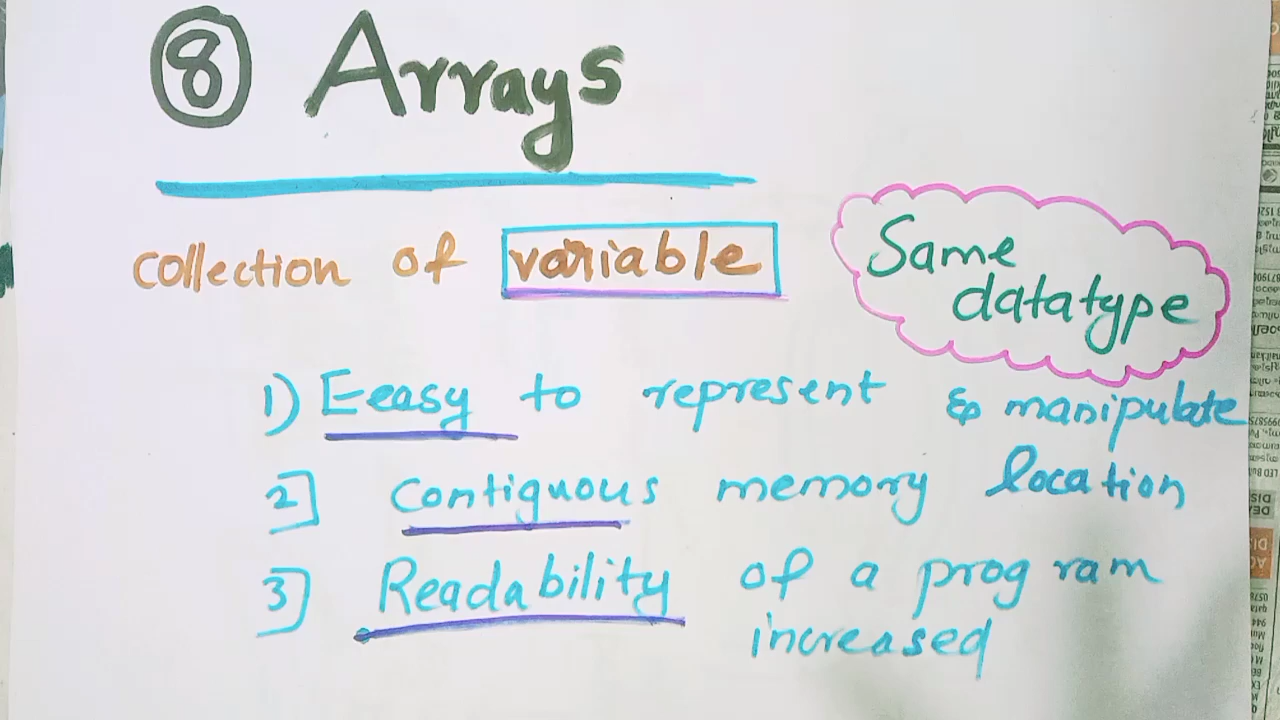 8 Arrays
collection of variable
Same
datatype
1) E-easy to represent & manipulate
2] contiguous memory location
3] Readability of a program
increased